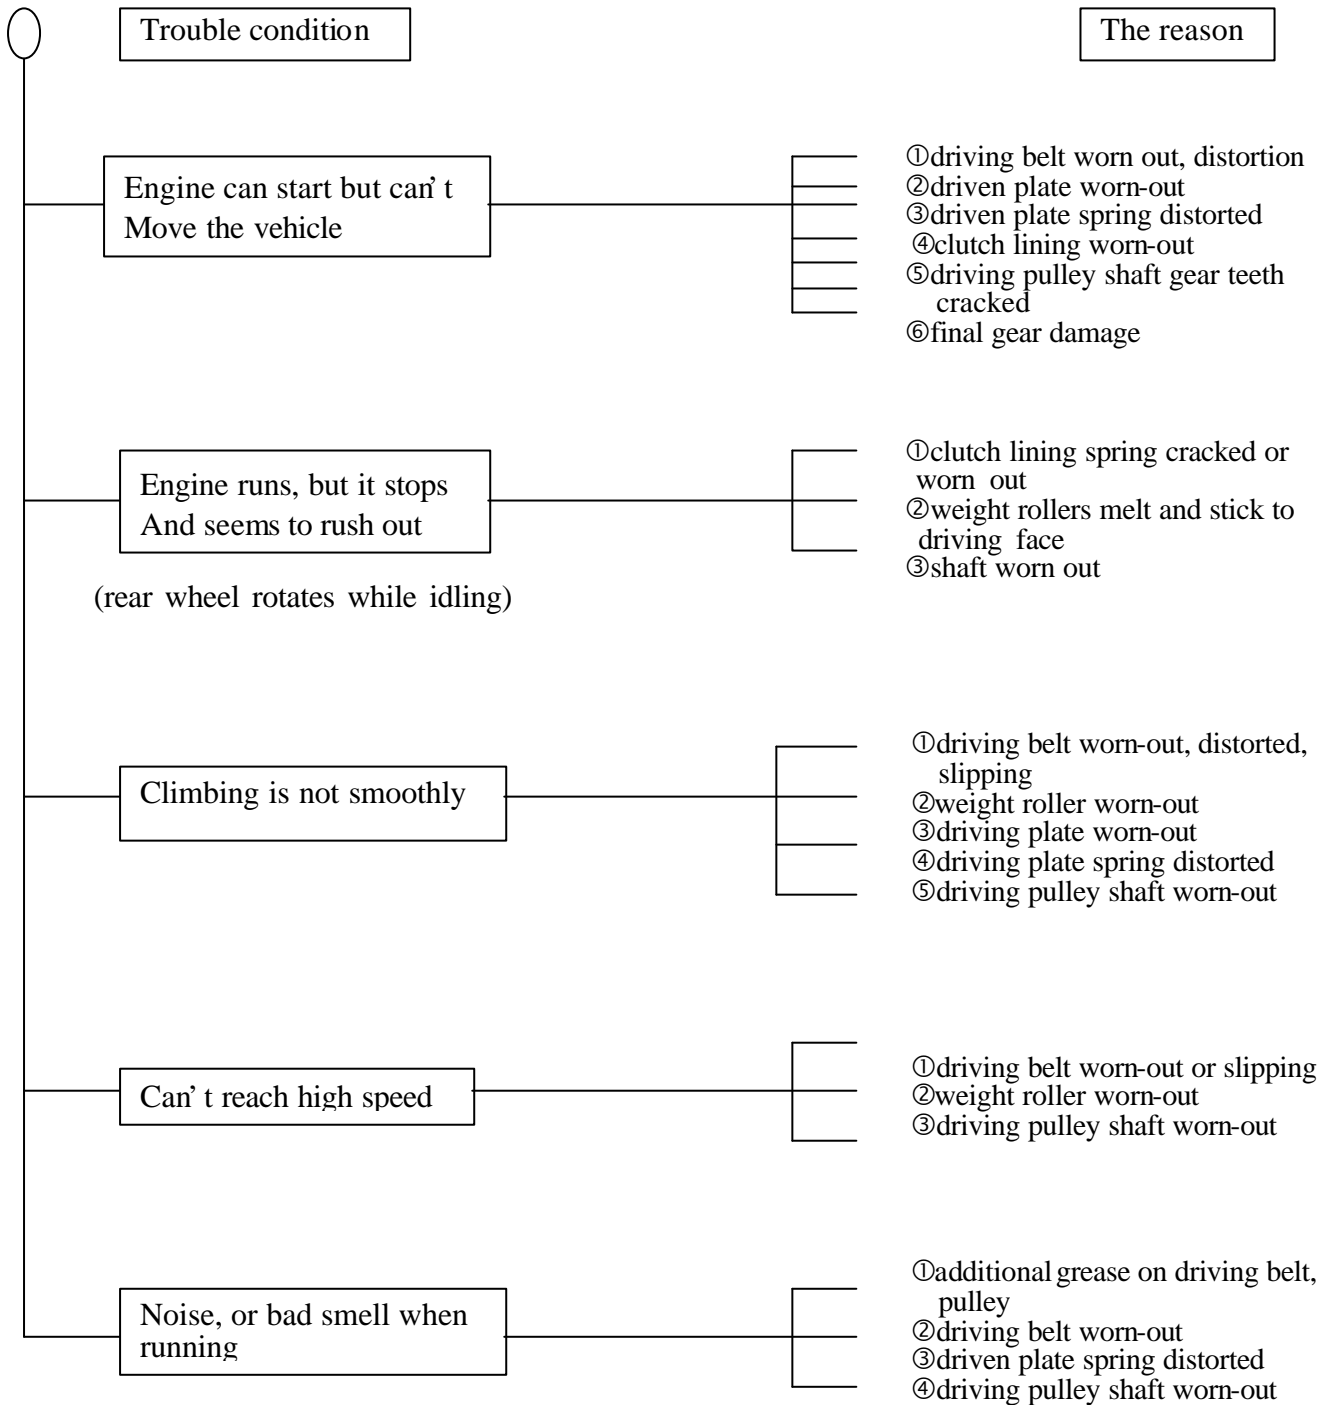 Trouble condition
The reason
Engine can start but can't
Move the vehicle
①driving belt worn out, distortion
②driven plate worn-out
③driven plate spring distorted
④clutch lining worn-out
⑤driving pulley shaft gear teeth
cracked
⑥final gear damage
Engine runs, but it stops
And seems to rush out
(rear wheel rotates while idling)
①clutch lining spring cracked or
worn out
②weight rollers melt and stick to
driving face
③shaft worn out
Climbing is not smoothly
①driving belt worn-out, distorted,
slipping
②weight roller worn-out
③driving plate worn-out
④driving plate spring distorted
⑤driving pulley shaft worn-out
Can't reach high speed
①driving belt worn-out or slipping
②weight roller worn-out
③driving pulley shaft worn-out
Noise, or bad smell when
running
①additional grease on driving belt,
pulley
②driving belt worn-out
③driven plate spring distorted
④driving pulley shaft worn-out